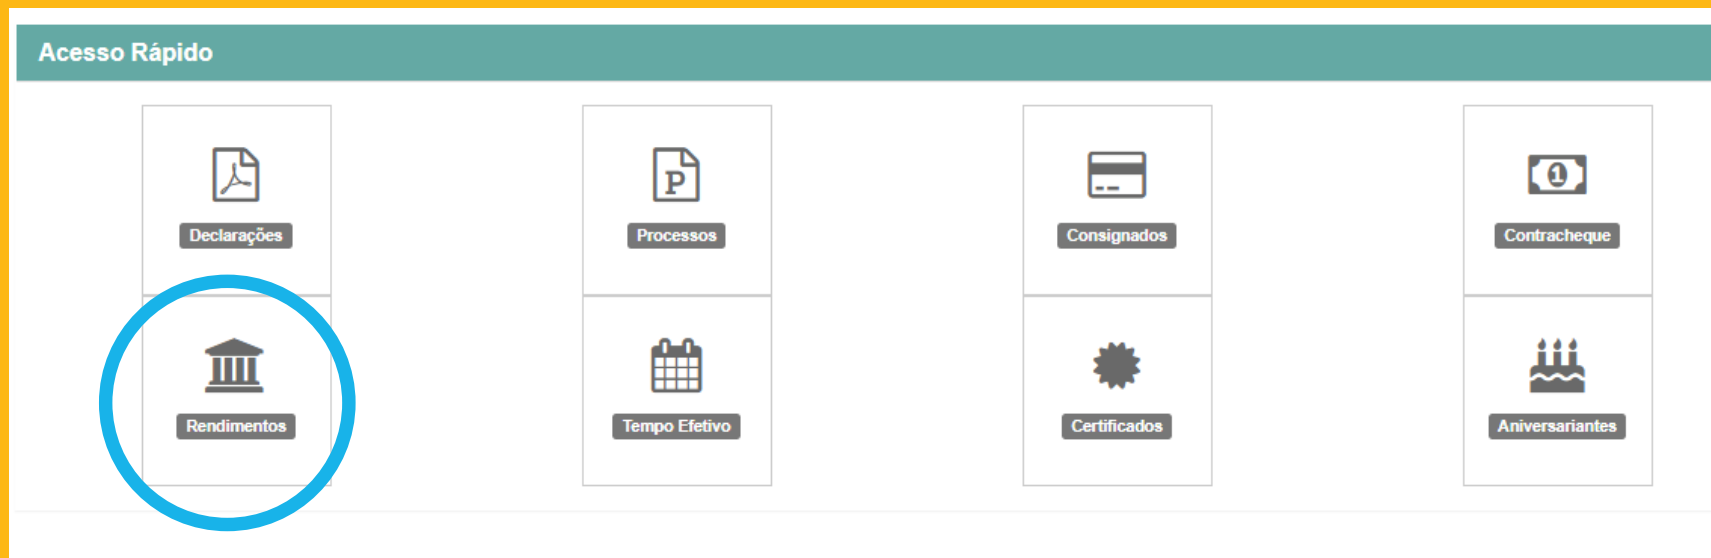 Acesso Rápido
Declarações
Processos
Consignados
Contracheque
Rendimentos
Tempo Efetivo
Certificados
Aniversariantes